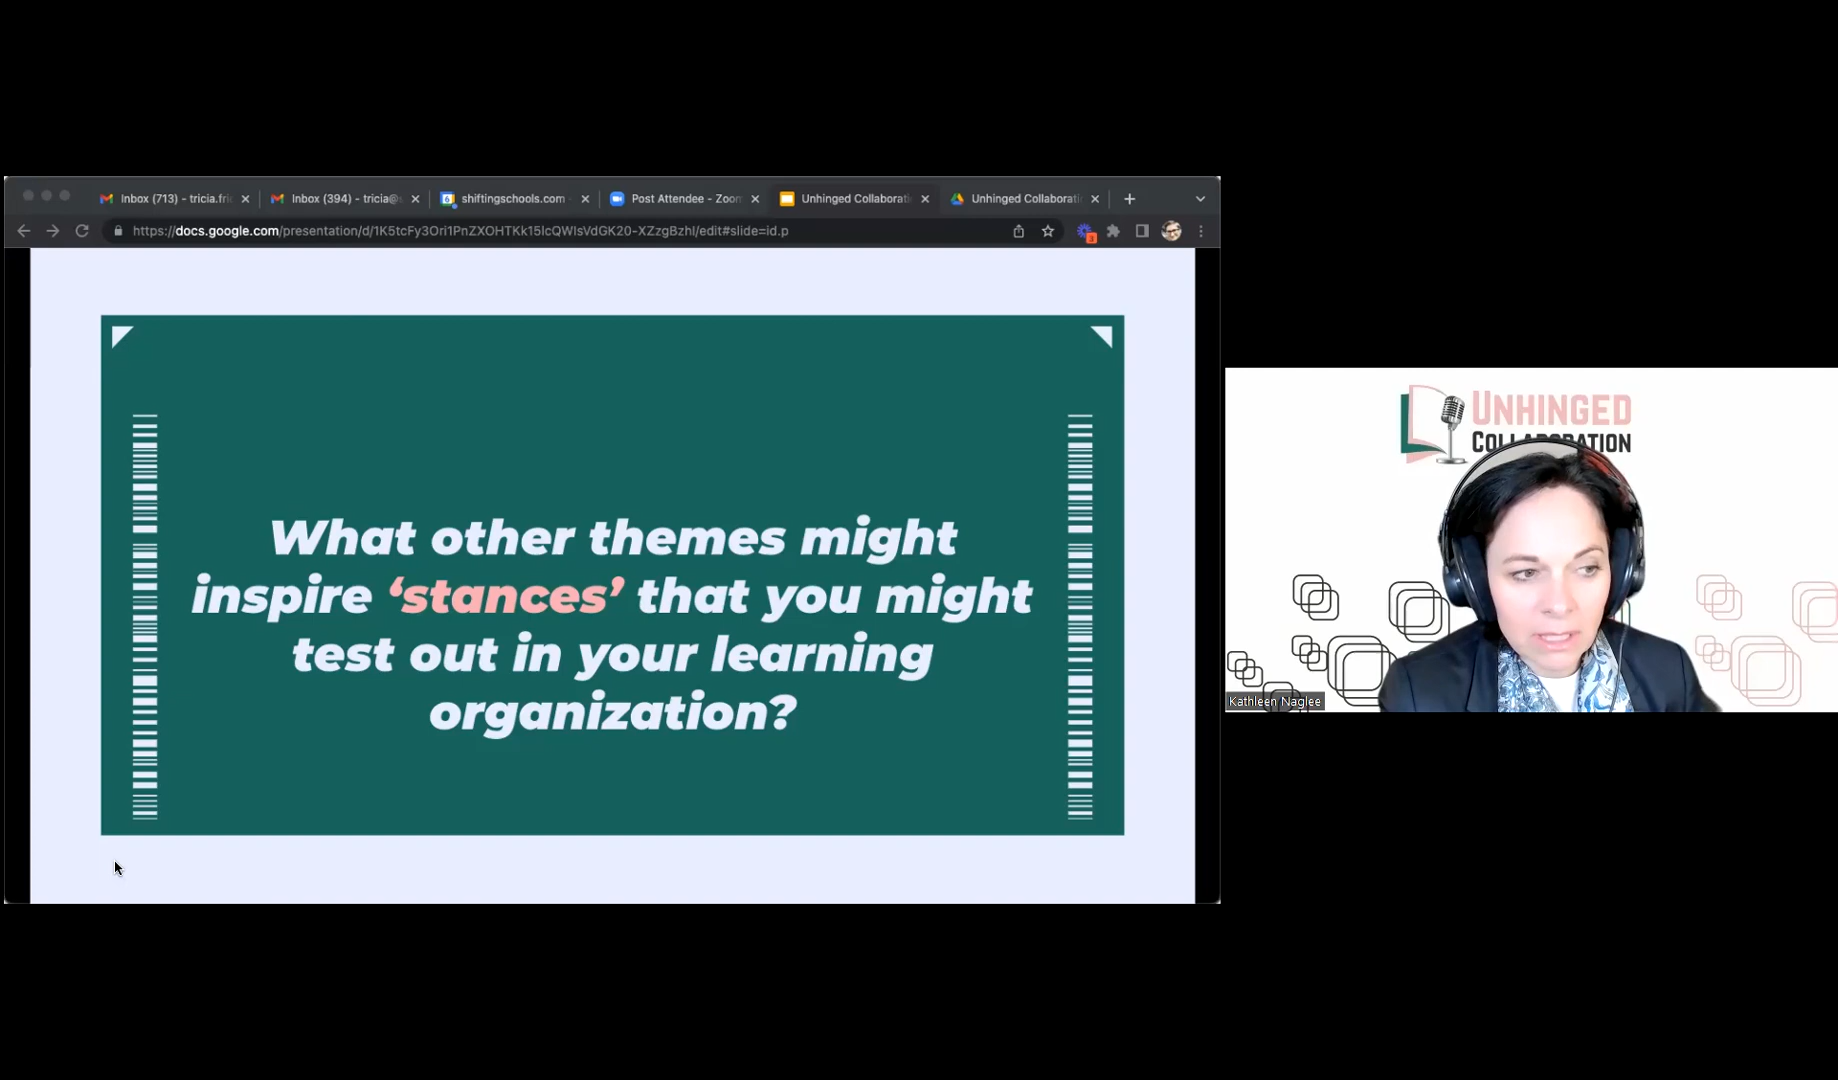 Inbox (713) - tricia.fri
Inbox (394) - tricia@s
shiftingschools.com -
Post Attendee - Zoom
Unhinged Collaborati
Unhinged Collaborati
https://docs.google.com/presentation/d/1K5tcFy3Ori1PnZXOHTKk15lcQWlsVdGK20-XZzgBzhI/edit#slide=id.p
What other themes might
inspire ‘stances’ that you might
test out in your learning
organization?
UNHINGED
COLLABORATION
Kathleen Naglee